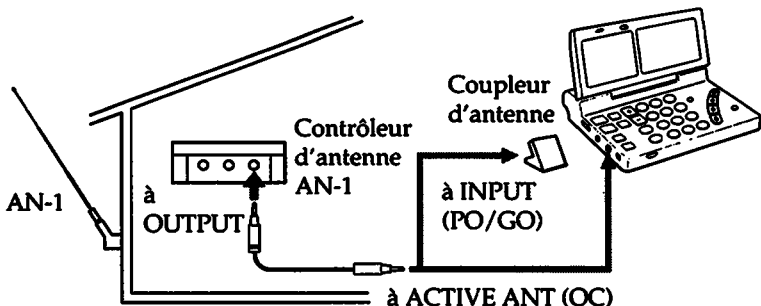 Coupleur
d'antenne
Contrôleur
d'antenne
AN-1
AN-1
à
OUTPUT
à INPUT
(PO/GO)
à ACTIVE ANT (OC)